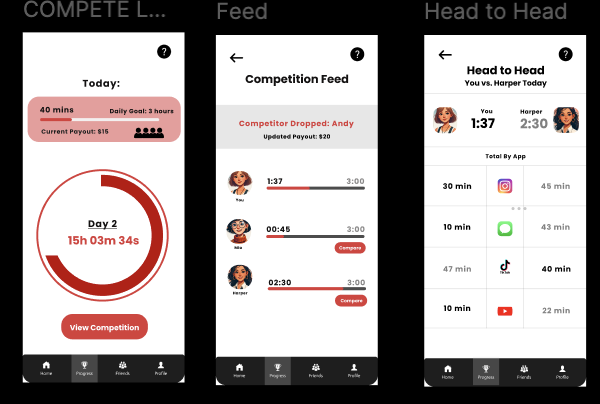 COMPETE L...
Today:
40 mins
Daily Goal: 3 hours
Current Payout: $15
Day 2
15h 03m 34s
View Competition
Home
Progress
Friends
Profile
Feed
?
Competition Feed
Competitor Dropped: Andy
Updated Payout: $20
1:37
3:00
You
00:45
3:00
Mia
Compare
02:30
3:00
Harper
Compare
Home
Progress
Friends
Profile
Head to Head
?
Head to Head
You vs. Harper Today
You
Harper
1:37
2:30
Total By App
30 min
45 min
10 min
43 min
47 min
TikTok
40 min
10 min
22 min
Home
Progress
Friends
Profile